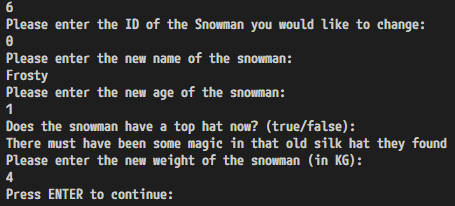 6
Please enter the ID of the Snowman you would like to change:
0
Please enter the new name of the snowman:
Frosty
Please enter the new age of the snowman:
1
Does the snowman have a top hat now? (true/false):
There must have been some magic in that old silk hat they found
Please enter the new weight of the snowman (in KG):
4
Press ENTER to continue: